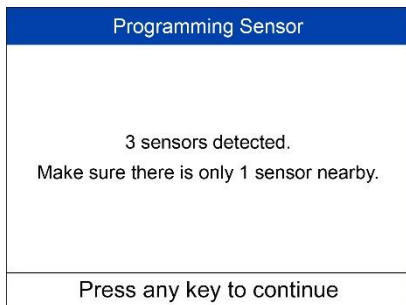 Programming Sensor
3 sensors detected.
Make sure there is only 1 sensor nearby.
Press any key to continue